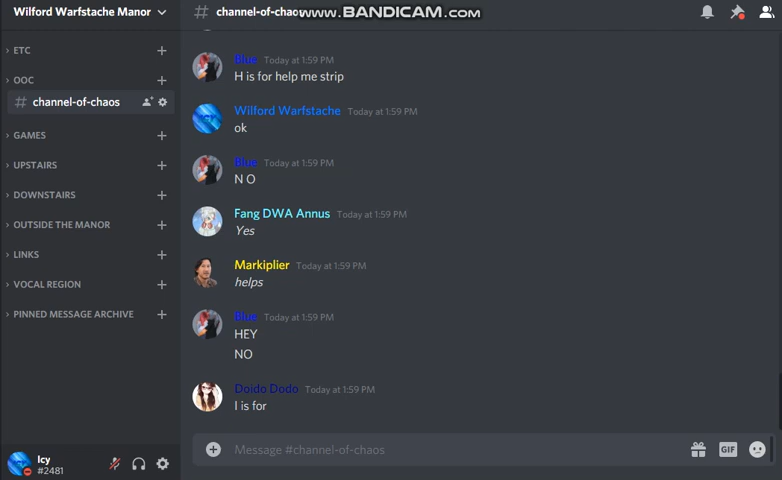 Wilford Warfstache Manor
# channel-of-chaos
www.BANDICAM.com
ETC
OOC
# channel-of-chaos
GAMES
UPSTAIRS
DOWNSTAIRS
OUTSIDE THE MANOR
LINKS
VOCAL REGION
PINNED MESSAGE ARCHIVE
Icy
#2481
Blue Today at 1:59 PM
H is for help me strip
Wilford Warfstache Today at 1:59 PM
ok
Blue Today at 1:59 PM
N O
Fang DWA Annus Today at 1:59 PM
Yes
Markiplier Today at 1:59 PM
helps
Blue Today at 1:59 PM
HEY
NO
Doido Dodo Today at 1:59 PM
I is for
Message #channel-of-chaos
GIF